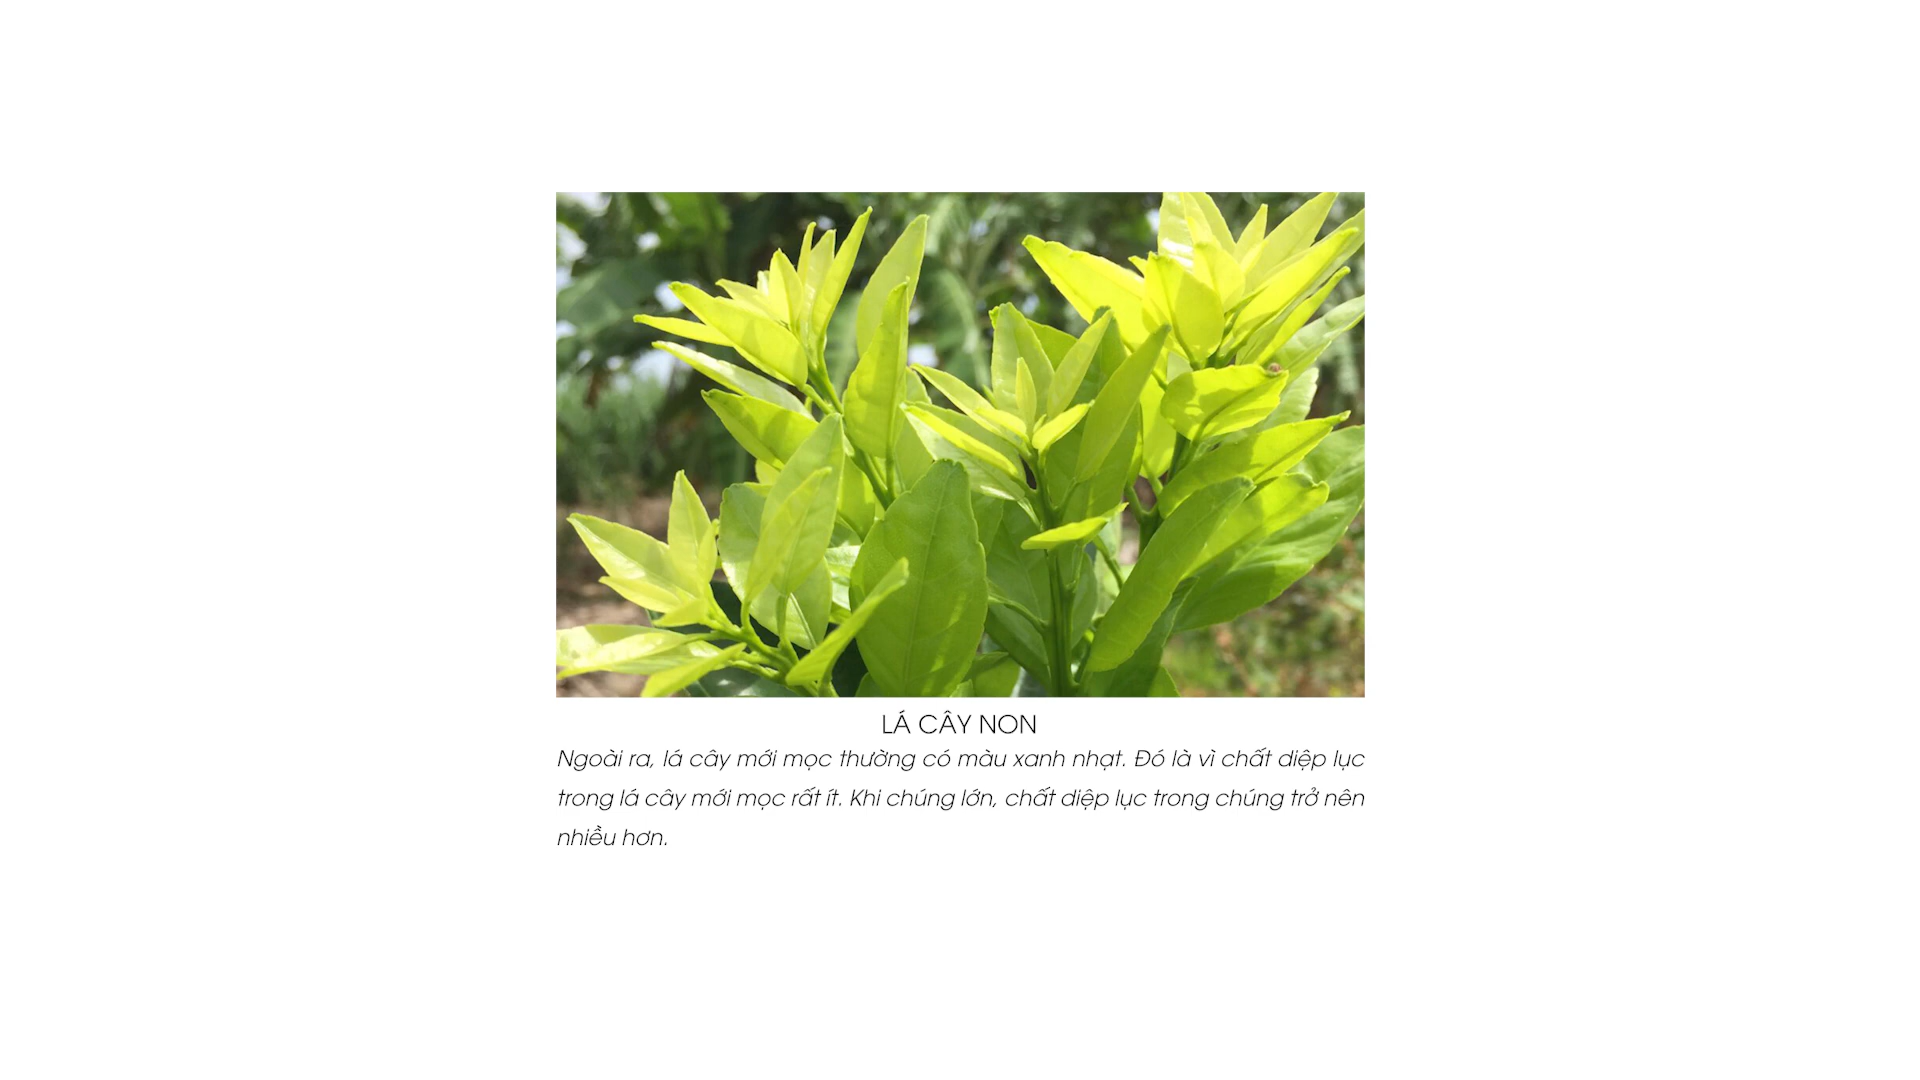 LÁ CÂY NON
Ngoài ra, lá cây mới mọc thường có màu xanh nhạt. Đó là vì chất diệp lục
trong lá cây mới mọc rất ít. Khi chúng lớn, chất diệp lục trong chúng trở nên
nhiều hơn.